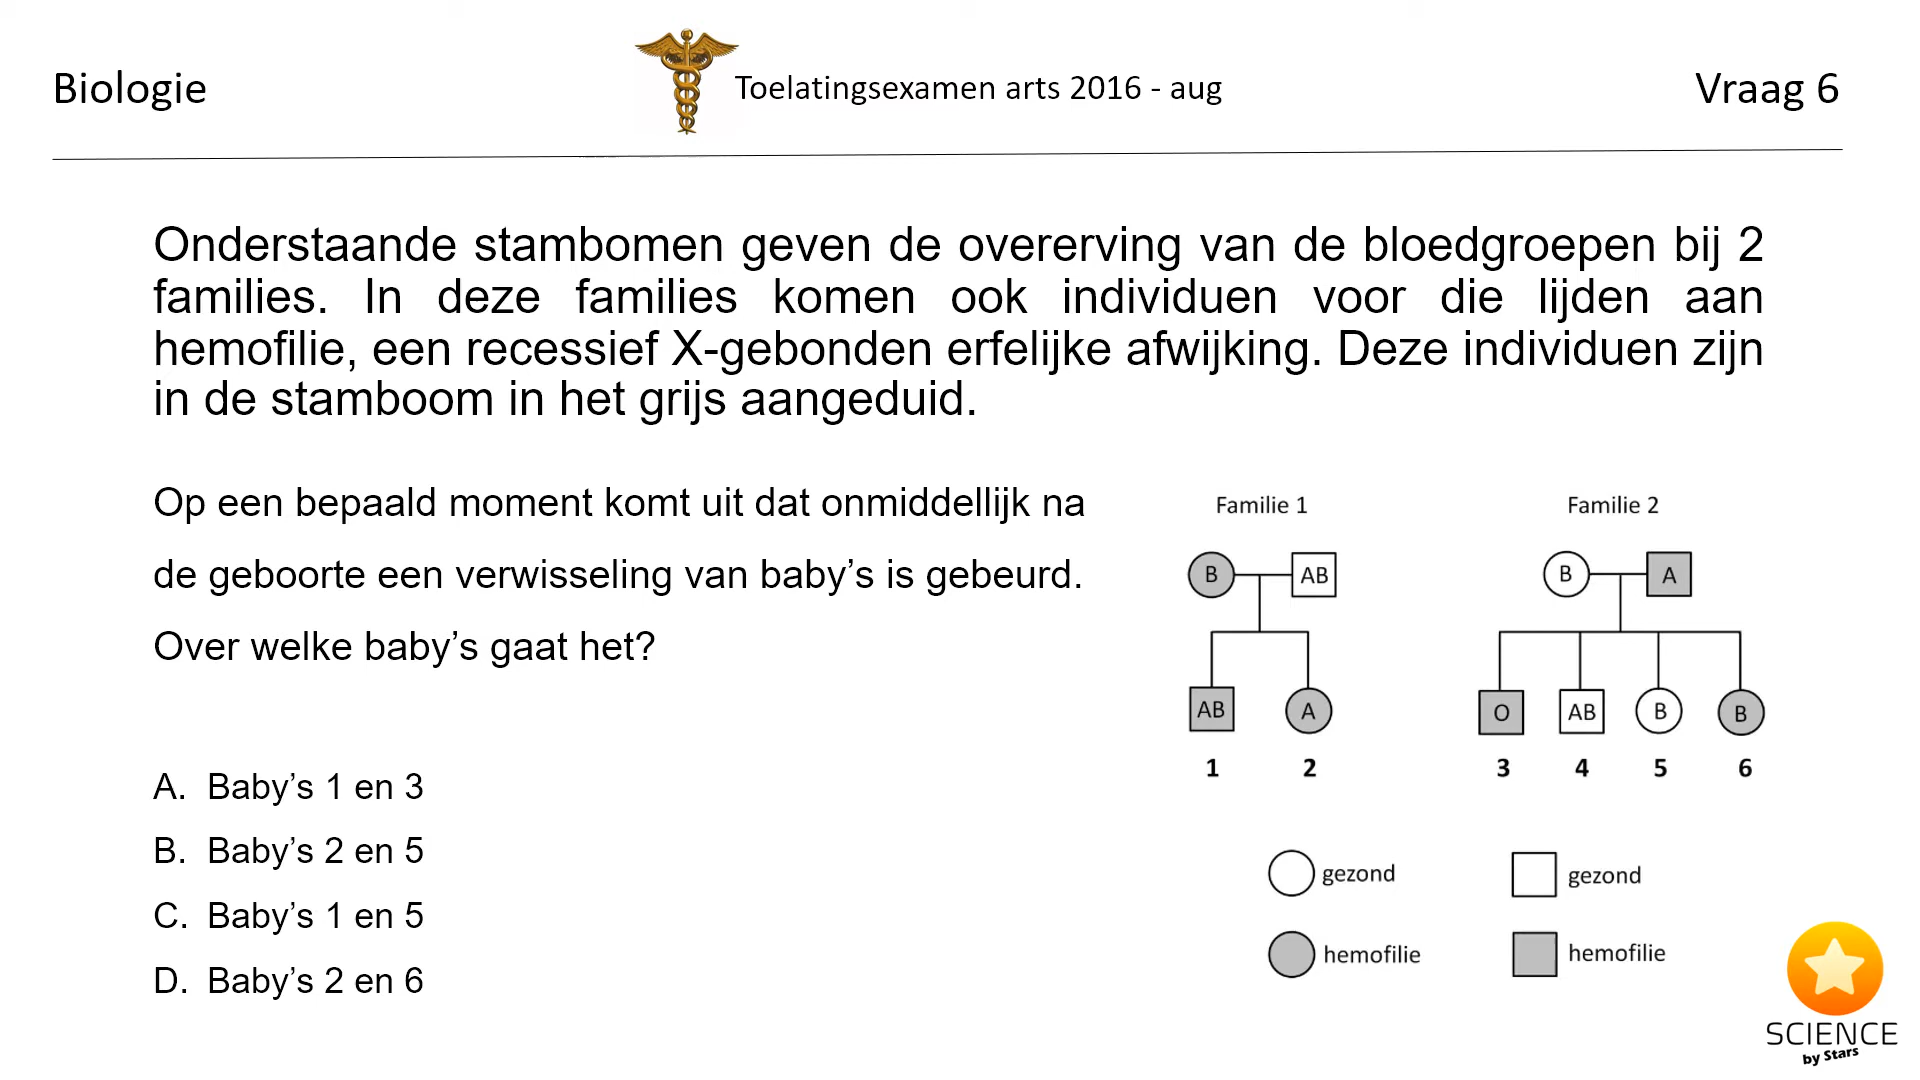 Biologie
Toelatingsexamen arts 2016 - aug
Vraag 6
Onderstaande stambomen geven de overerving van de bloedgroepen bij 2
families. In deze families komen ook individuen voor die lijden aan
hemofilie, een recessief X-gebonden erfelijke afwijking. Deze individuen zijn
in de stamboom in het grijs aangeduid.
Op een bepaald moment komt uit dat onmiddellijk na
de geboorte een verwisseling van baby's is gebeurd.
Over welke baby's gaat het?
A. Baby's 1 en 3
B. Baby's 2 en 5
C. Baby's 1 en 5
D. Baby's 2 en 6
Familie 1
B AB
AB A
1 2
Familie 2
B A
O AB B B
3 4 5 6
gezond gezond
hemofilie hemofilie
SCIENCE
by Stars